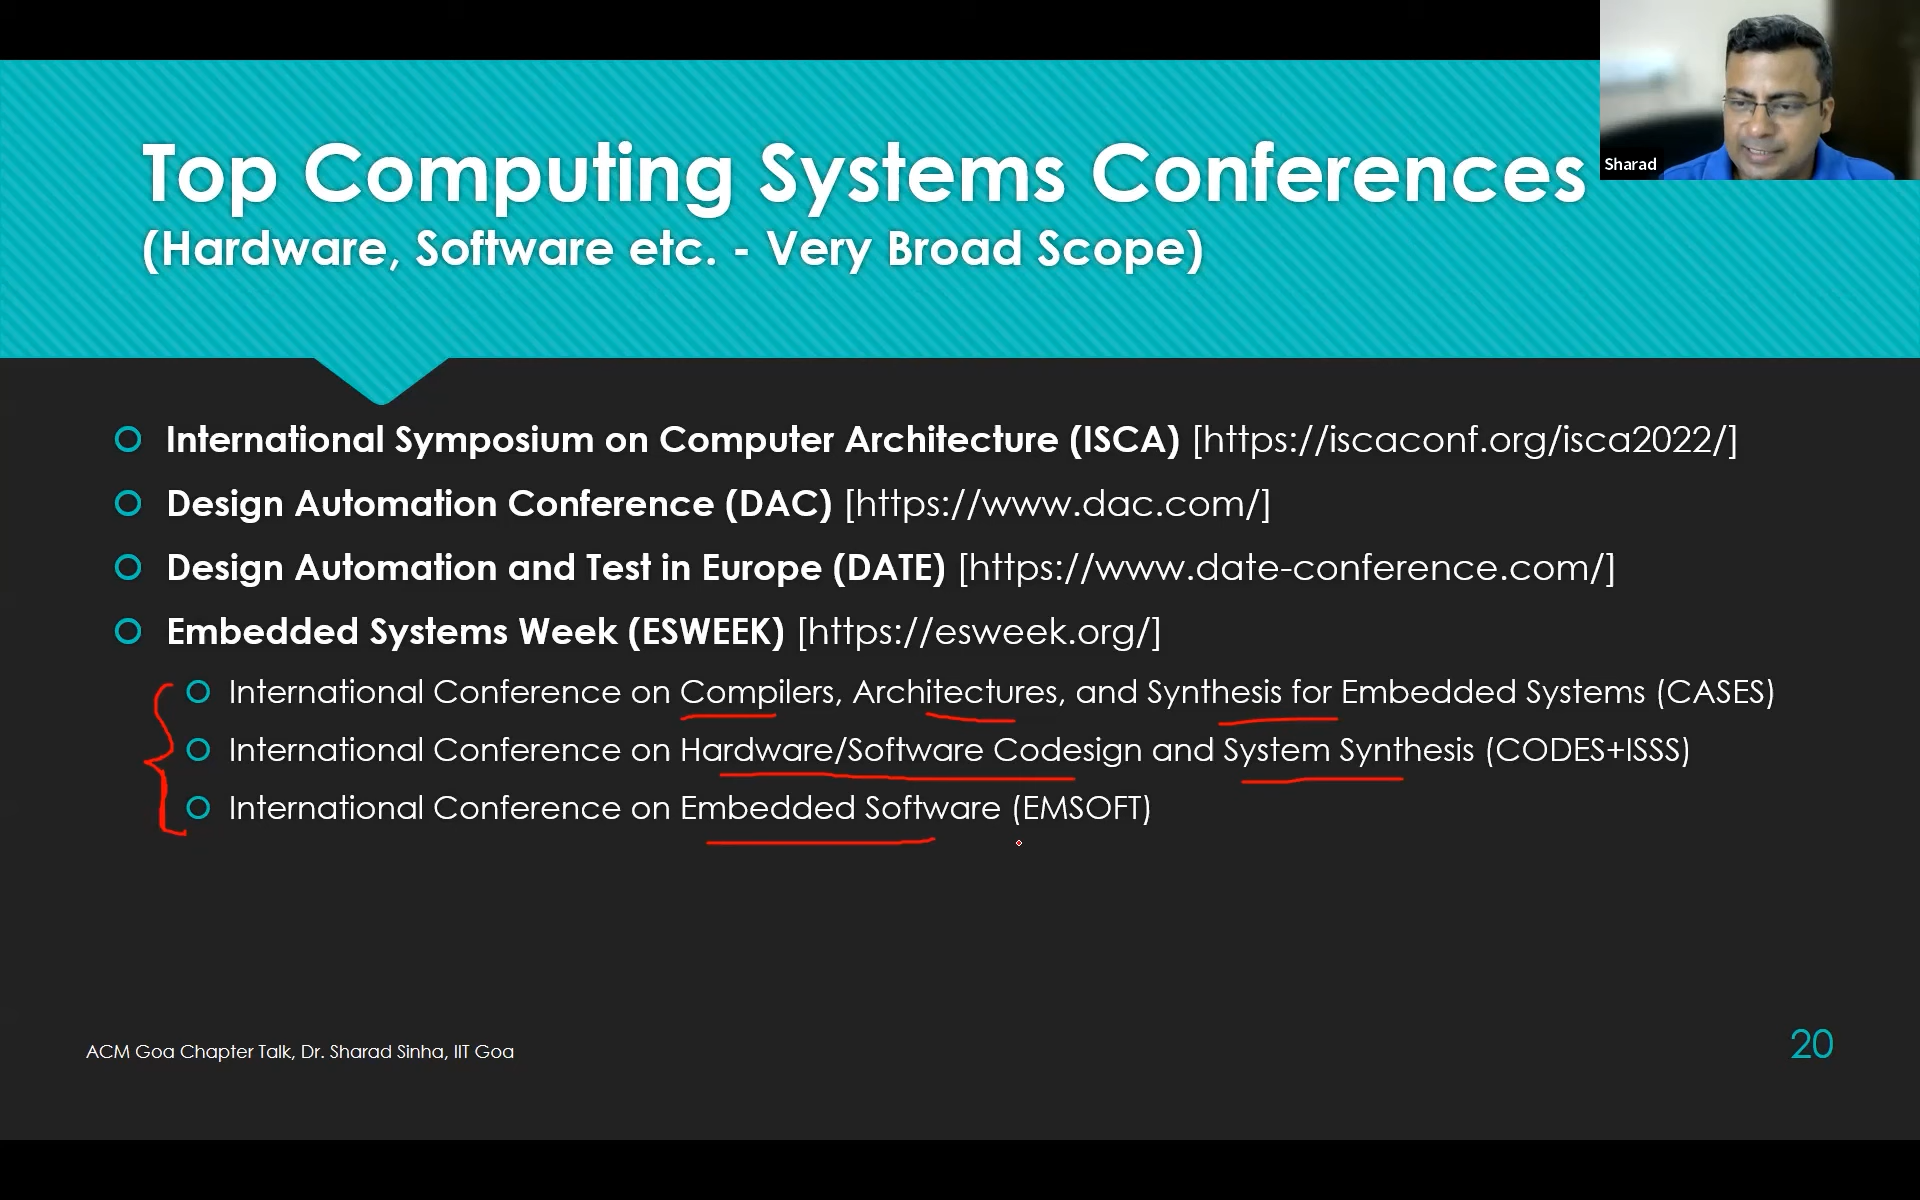 Sharad
Top Computing Systems Conferences
(Hardware, Software etc. - Very Broad Scope)
International Symposium on Computer Architecture (ISCA) [https://iscaconf.org/isca2022/]
Design Automation Conference (DAC) [https://www.dac.com/]
Design Automation and Test in Europe (DATE) [https://www.date-conference.com/]
Embedded Systems Week (ESWEEK) [https://esweek.org/]
International Conference on Compilers, Architectures, and Synthesis for Embedded Systems (CASES)
International Conference on Hardware/Software Codesign and System Synthesis (CODES+ISSS)
International Conference on Embedded Software (EMSOFT)
ACM Goa Chapter Talk, Dr. Sharad Sinha, IIT Goa
20